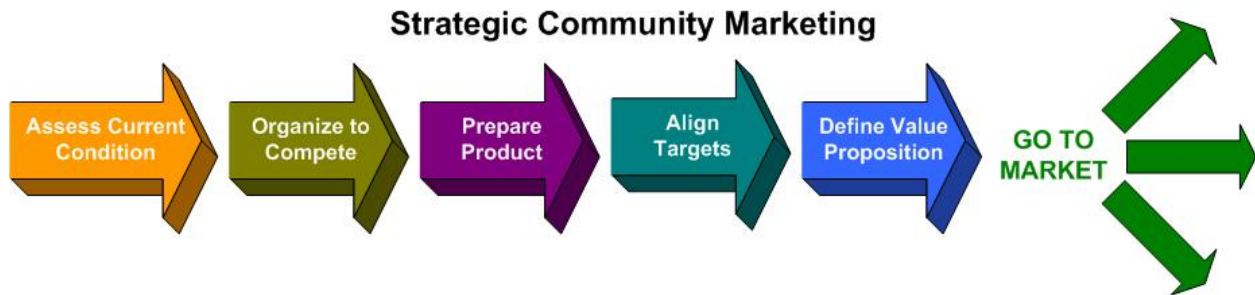 Strategic Community Marketing
Assess Current
Condition
Organize to
Compete
Prepare
Product
Align
Targets
Define Value
Proposition
GO TO
MARKET